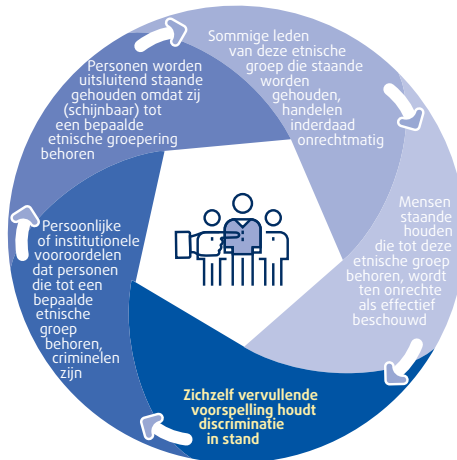 Personen worden
uitsluitend staande
gehouden omdat zij
(schijnbaar) tot
een bepaalde
etnische groepering
behoren
Sommige leden
van deze etnische
groep die staande
worden
gehouden,
handelen
inderdaad
onrechtmatig
Mensen
staande
houden
die tot deze
etnische groep
behoren, wordt
ten onrechte
als effectief
beschouwd
Zichzelf vervullende
voorspelling houdt
discriminatie
in stand
Persoonlijke
of institutionele
vooroordelen
dat personen
die tot een
bepaalde
etnische
groep
behoren,
criminelen
zijn